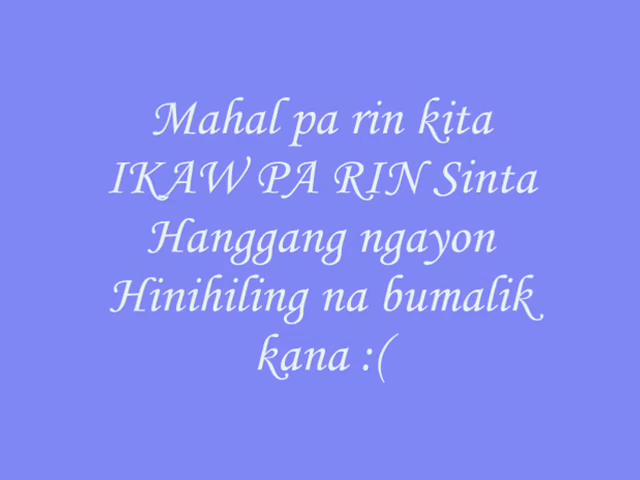 Mahal pa rin kita
IKAW PA RIN Sinta
Hanggang ngayon
Hinihiling na bumalik
kana :(